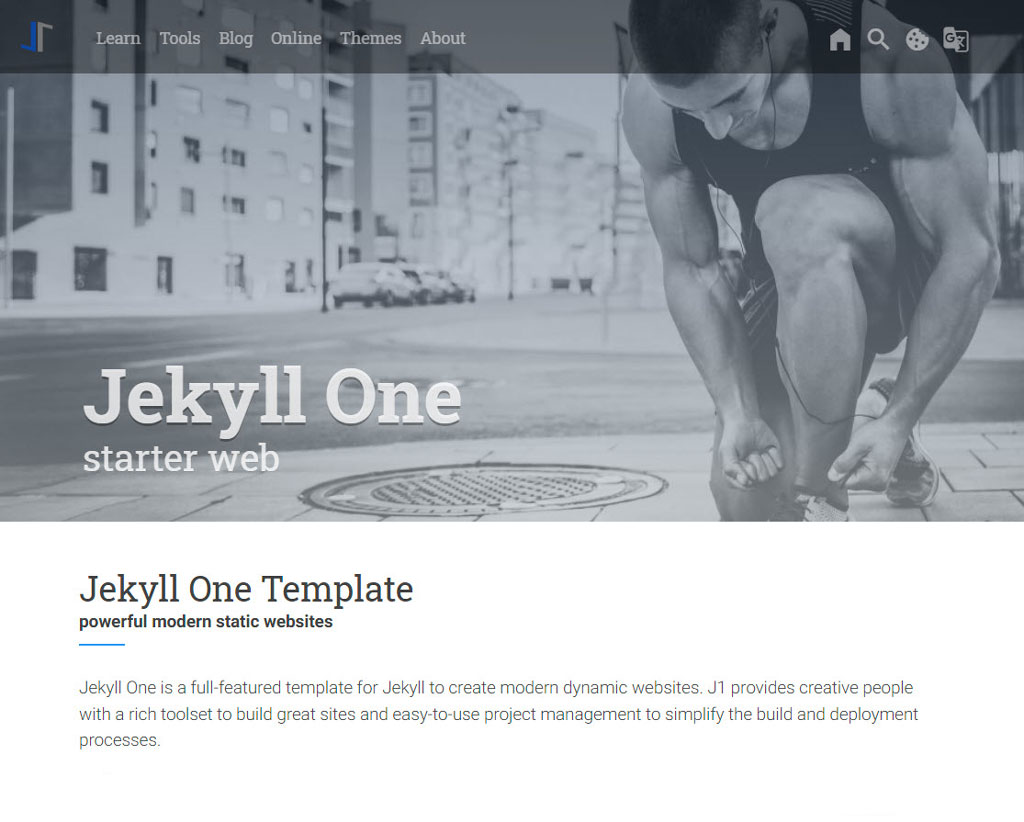 Learn Tools Blog Online Themes About
Jekyll One
starter web
Jekyll One Template
powerful modern static websites
Jekyll One is a full-featured template for Jekyll to create modern dynamic websites. J1 provides creative people
with a rich toolset to build great sites and easy-to-use project management to simplify the build and deployment
processes.